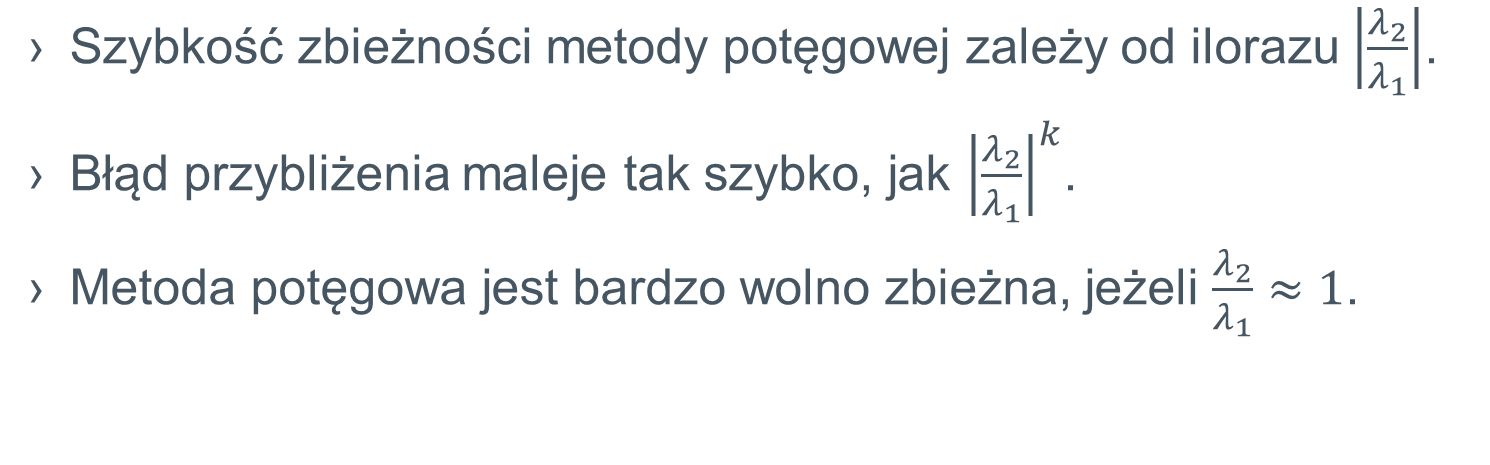 › Szybkość zbieżności metody potęgowej zależy od ilorazu |λ₂/λ₁|.
› Błąd przybliżenia maleje tak szybko, jak |λ₂/λ₁|ᵏ.
› Metoda potęgowa jest bardzo wolno zbieżna, jeżeli λ₂/λ₁ ≈ 1.